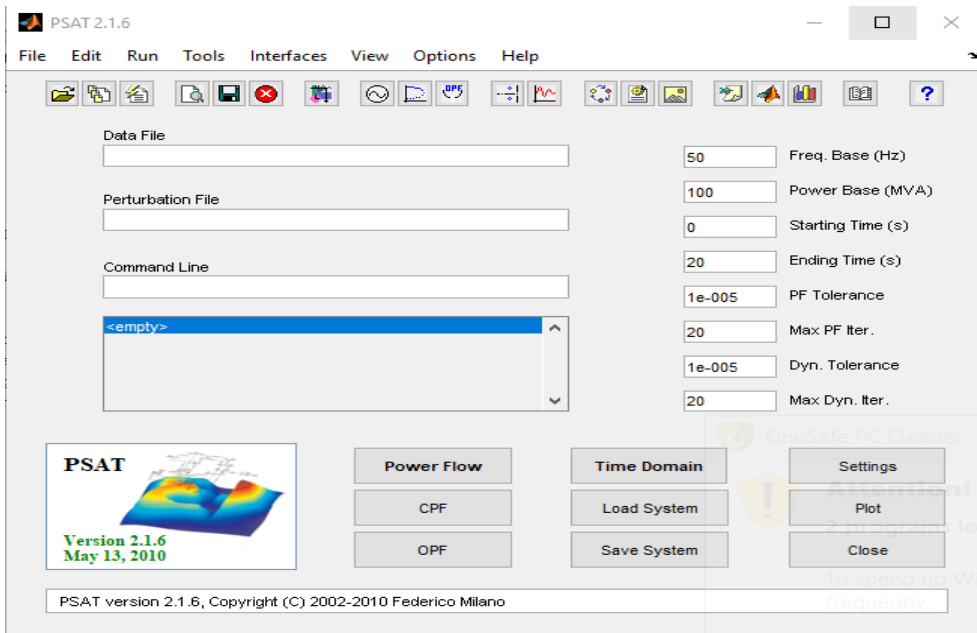 PSAT 2.1.6
File Edit Run Tools Interfaces View Options Help
OPF
?
Data File
50 Freq. Base (Hz)
100 Power Base (MVA)
Perturbation File
0 Starting Time (s)
20 Ending Time (s)
Command Line
1e-005 PF Tolerance
<empty>
20 Max PF Iter.
1e-005 Dyn. Tolerance
20 Max Dyn. Iter.
OneSafe PC Cleaner
PSAT
Version 2.1.6
May 13, 2010
Power Flow Time Domain Settings
Attention!
CPF Load System Plot
2 programs
OPF Save System Close
To speed up
frequently.
PSAT version 2.1.6, Copyright (C) 2002-2010 Federico Milano